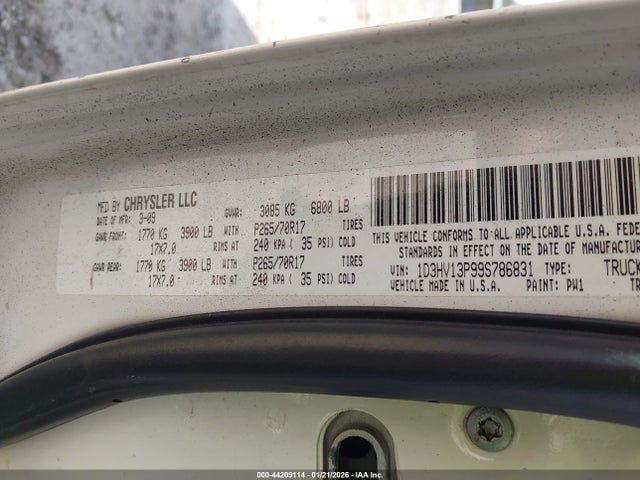 MFD BY CHRYSLER LLC
DATE OF MFR 3-09 GVWR: 3085 KG 6800 LB
GAWR FRONT: 1770 KG 3900 LB WITH P265/70R17 TIRES
17X7.0 RIMS AT 240 KPA ( 35 PSI) COLD
GAWR REAR: 1770 KG 3900 LB WITH P265/70R17 TIRES
17X7.0 RIMS AT 240 KPA ( 35 PSI) COLD
THIS VEHICLE CONFORMS TO ALL APPLICABLE U.S.A. FEDE
STANDARDS IN EFFECT ON THE DATE OF MANUFACTUR
VIN: 1D3HV13P99S786831 TYPE: TRUCK
VEHICLE MADE IN U.S.A. PAINT: PW1 TR
000-44209114 - 01/21/2026 - IAA Inc.